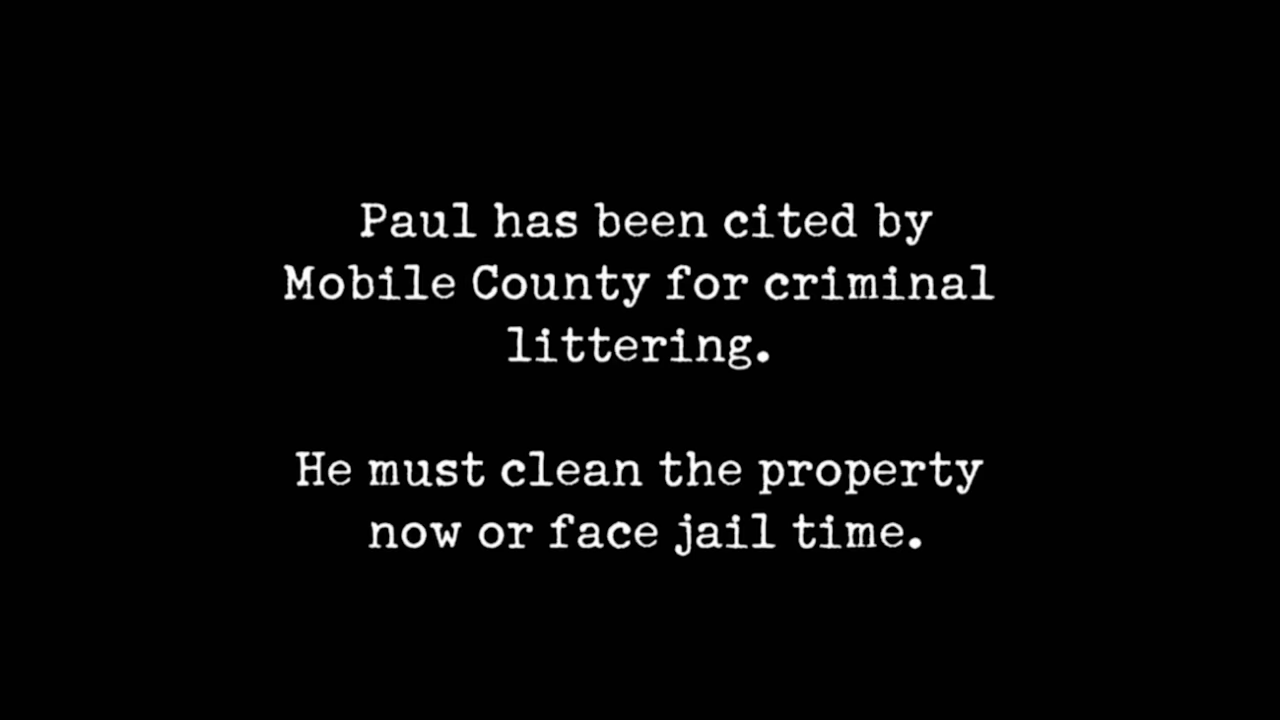 Paul has been cited by
Mobile County for criminal
littering.
He must clean the property
now or face jail time.